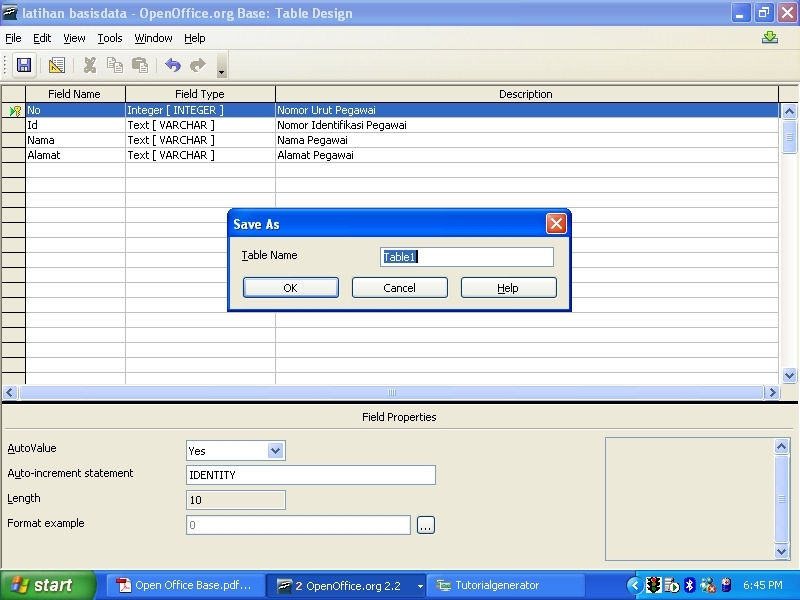 latihan basisdata - OpenOffice.org Base: Table Design
File Edit View Tools Window Help
Field Name Field Type Description
No Integer [ INTEGER ] Nomor Urut Pegawai
Id Text [ VARCHAR ] Nomor Identifikasi Pegawai
Nama Text [ VARCHAR ] Nama Pegawai
Alamat Text [ VARCHAR ] Alamat Pegawai
Save As
Table Name Table1
OK Cancel Help
Field Properties
AutoValue Yes
Auto-increment statement IDENTITY
Length 10
Format example 0
...
start Open Office Base.pdf... 2 OpenOffice.org 2.2 Tutorialgenerator 6:45 PM